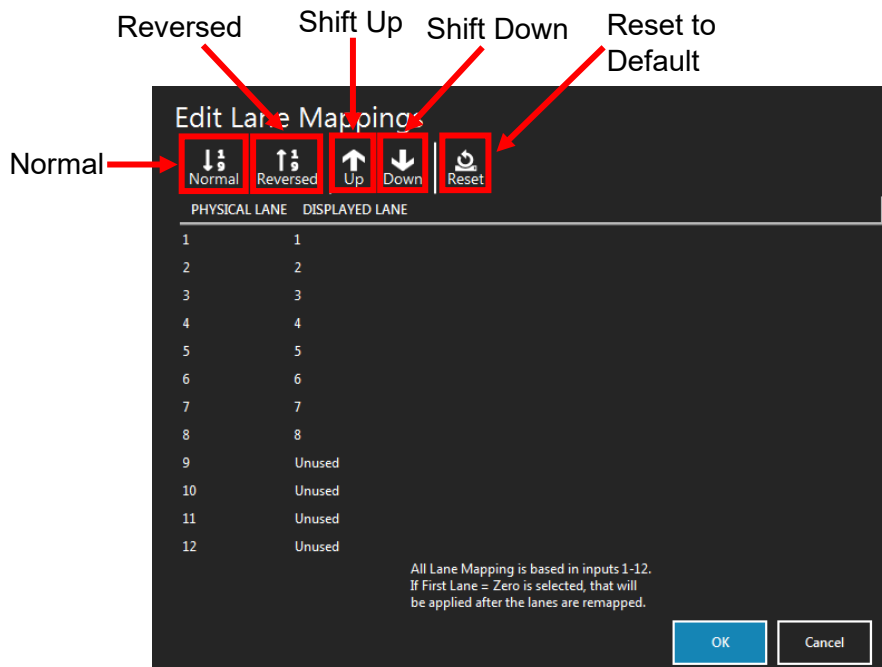 Reversed
Shift Up
Shift Down
Reset to
Default
Normal
Edit Lane Mappings
Normal
Reversed
Up
Down
Reset
PHYSICAL LANE DISPLAYED LANE
1 1
2 2
3 3
4 4
5 5
6 6
7 7
8 8
9 Unused
10 Unused
11 Unused
12 Unused
All Lane Mapping is based in inputs 1-12.
If First Lane = Zero is selected, that will
be applied after the lanes are remapped.
OK
Cancel